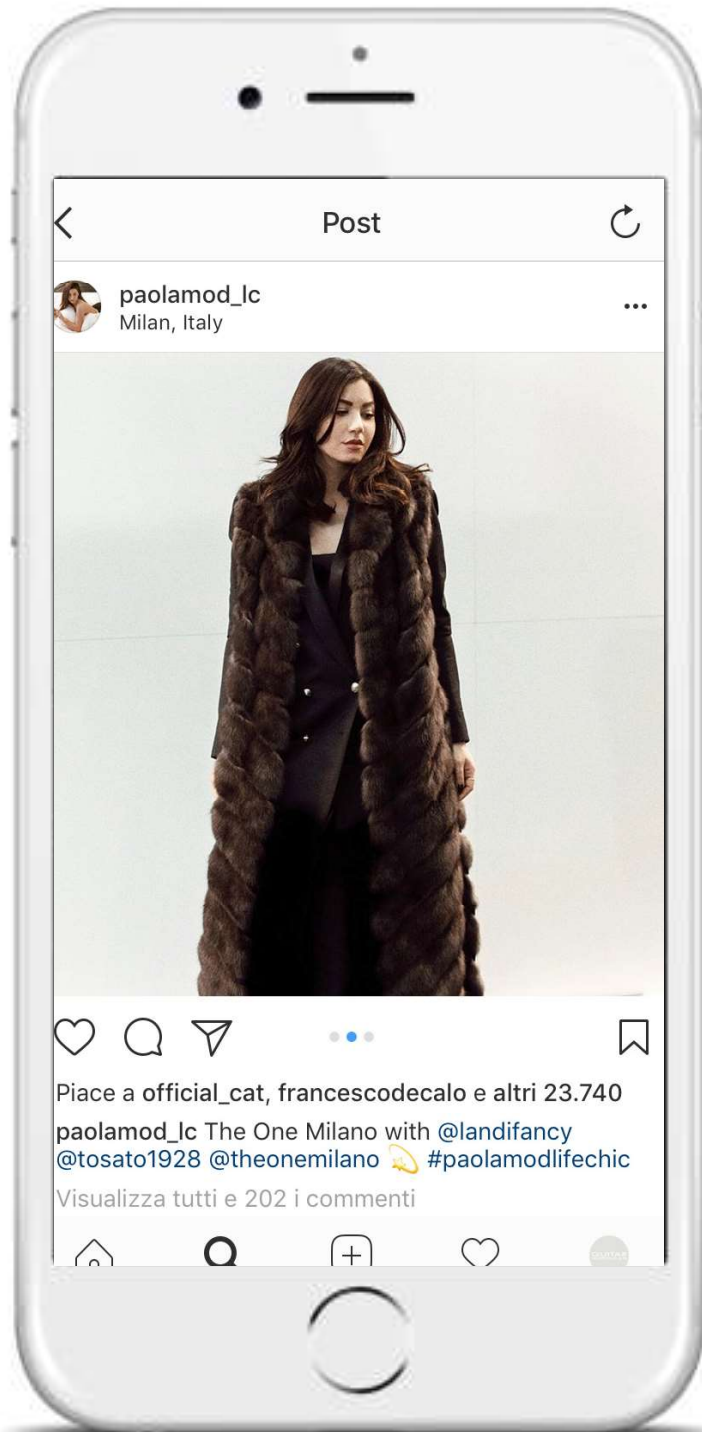 Post
paolamod_lc
Milan, Italy
Piace a official_cat, francescodecalo e altri 23.740
paolamod_lc The One Milano with @landifancy
@tosato1928 @theonemilano 💫 #paolamodlifechic
Visualizza tutti e 202 i commenti